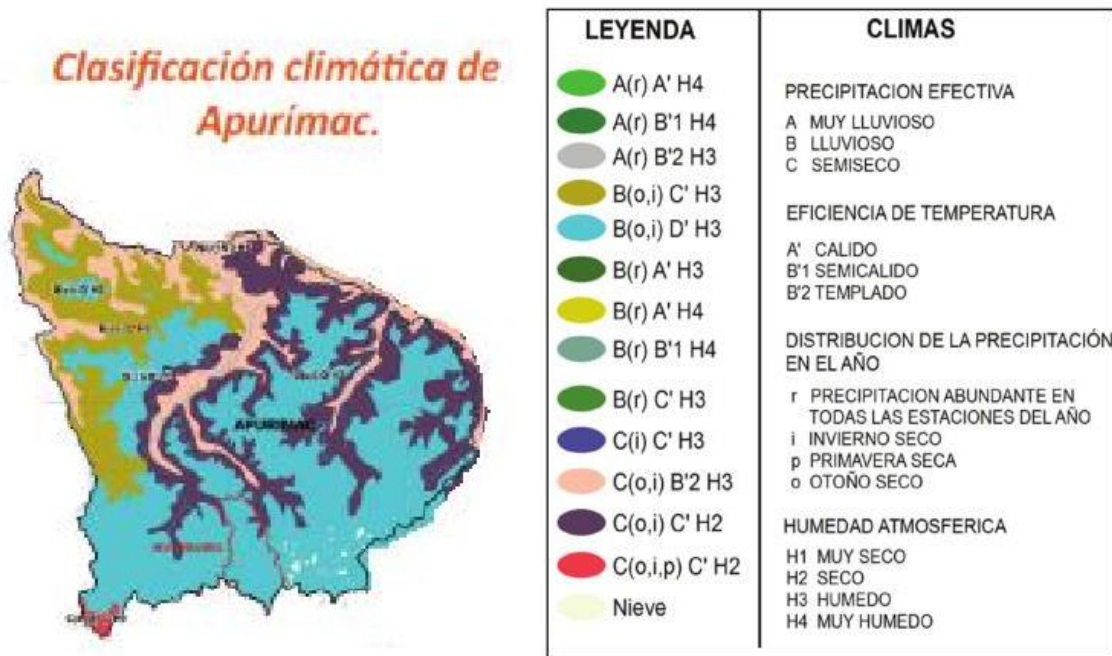 Clasificación climática de
Apurímac.
APURIMAC
LEYENDA
A(r) A' H4
A(r) B'1 H4
A(r) B'2 H3
B(o,i) C' H3
B(o,i) D' H3
B(r) A' H3
B(r) A' H4
B(r) B'1 H4
B(r) C' H3
C(i) C' H3
C(o,i) B'2 H3
C(o,i) C' H2
C(o,i,p) C' H2
Nieve
CLIMAS
PRECIPITACION EFECTIVA
A MUY LLUVIOSO
B LLUVIOSO
C SEMISECO
EFICIENCIA DE TEMPERATURA
A' CALIDO
B'1 SEMICALIDO
B'2 TEMPLADO
DISTRIBUCION DE LA PRECIPITACIÓN
EN EL AÑO
r PRECIPITACION ABUNDANTE EN
TODAS LAS ESTACIONES DEL AÑO
i INVIERNO SECO
p PRIMAVERA SECA
o OTOÑO SECO
HUMEDAD ATMOSFERICA
H1 MUY SECO
H2 SECO
H3 HUMEDO
H4 MUY HUMEDO